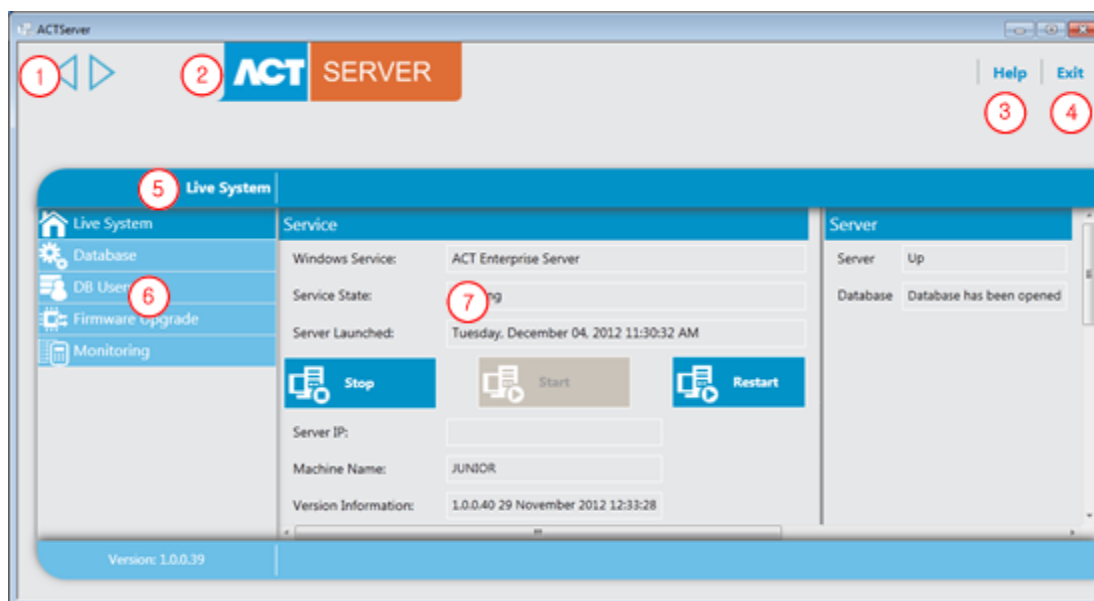 ACTServer
1
2
ACT SERVER
Help Exit
3
4
5 Live System
Live System
Database
DB User
6
Firmware Upgrade
Monitoring
Service
Windows Service: ACT Enterprise Server
Service State: 7 ng
Server Launched: Tuesday, December 04, 2012 11:30:32 AM
Stop Start Restart
Server IP:
Machine Name: JUNIOR
Version Information: 1.0.0.40 29 November 2012 12:33:28
Server
Server Up
Database Database has been opened
Version: 1.0.0.39